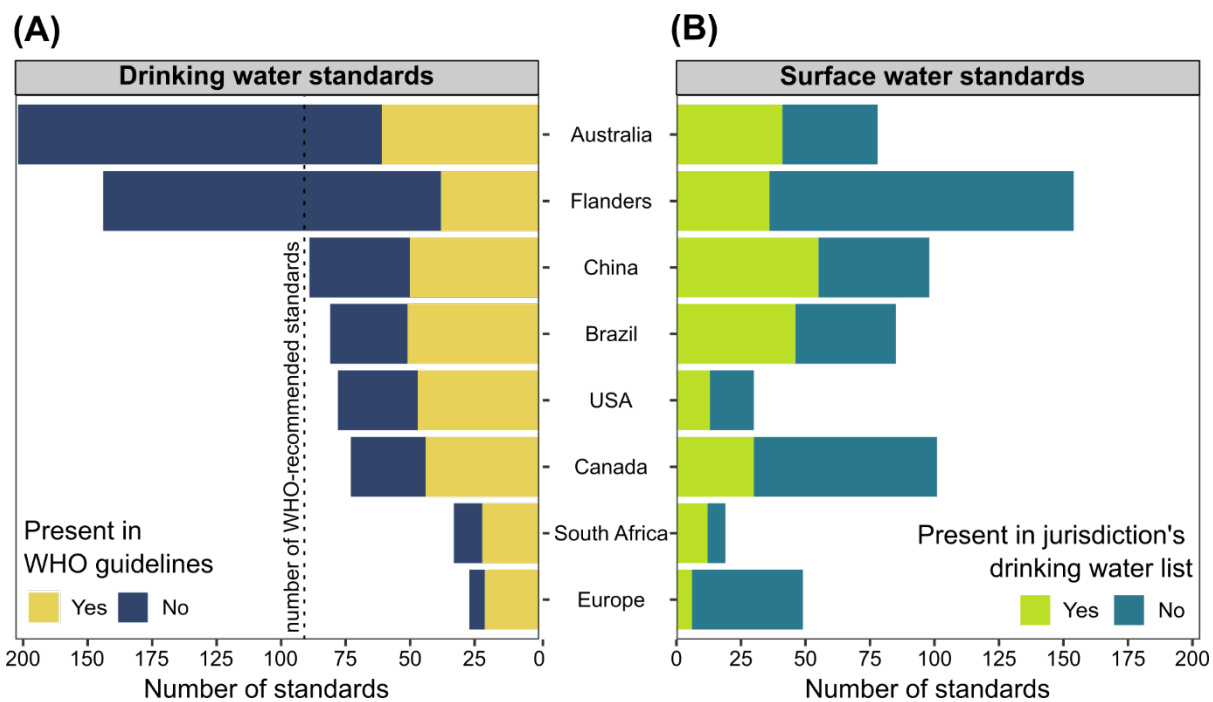 (A)
Drinking water standards
number of WHO-recommended standards
Present in
WHO guidelines
Yes No
200 175 125 125 100 75 50 25 0
Number of standards
Australia
Flanders
China
Brazil
USA
Canada
South Africa
Europe
(B)
Surface water standards
Present in jurisdiction's
drinking water list
Yes No
0 25 50 75 100 125 150 175 200
Number of standards